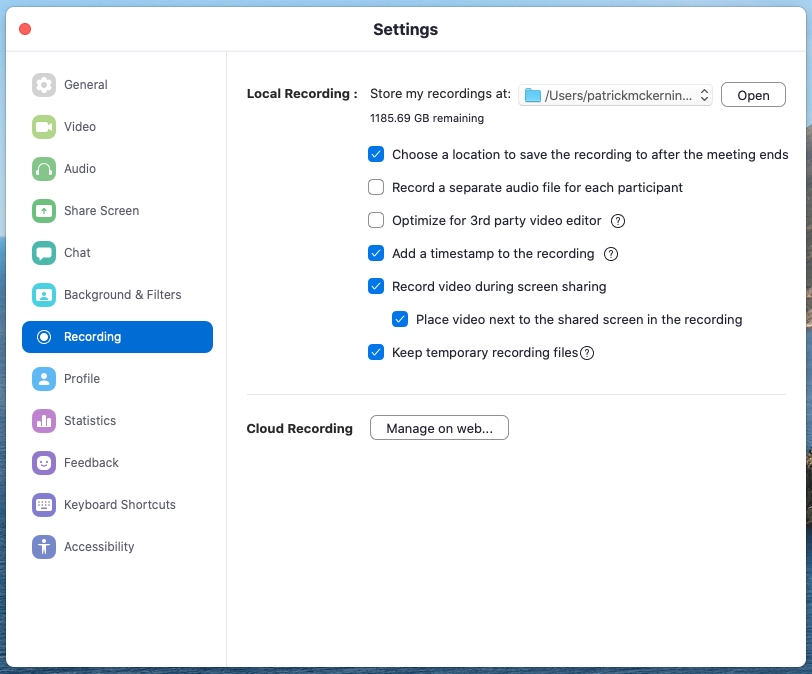 Settings
General
Video
Audio
Share Screen
Chat
Background & Filters
Recording
Profile
Statistics
Feedback
Keyboard Shortcuts
Accessibility
Local Recording : Store my recordings at: /Users/patrickmckernin... Open
1185.69 GB remaining
Choose a location to save the recording to after the meeting ends
Record a separate audio file for each participant
Optimize for 3rd party video editor ?
Add a timestamp to the recording ?
Record video during screen sharing
Place video next to the shared screen in the recording
Keep temporary recording files ?
Cloud Recording Manage on web...